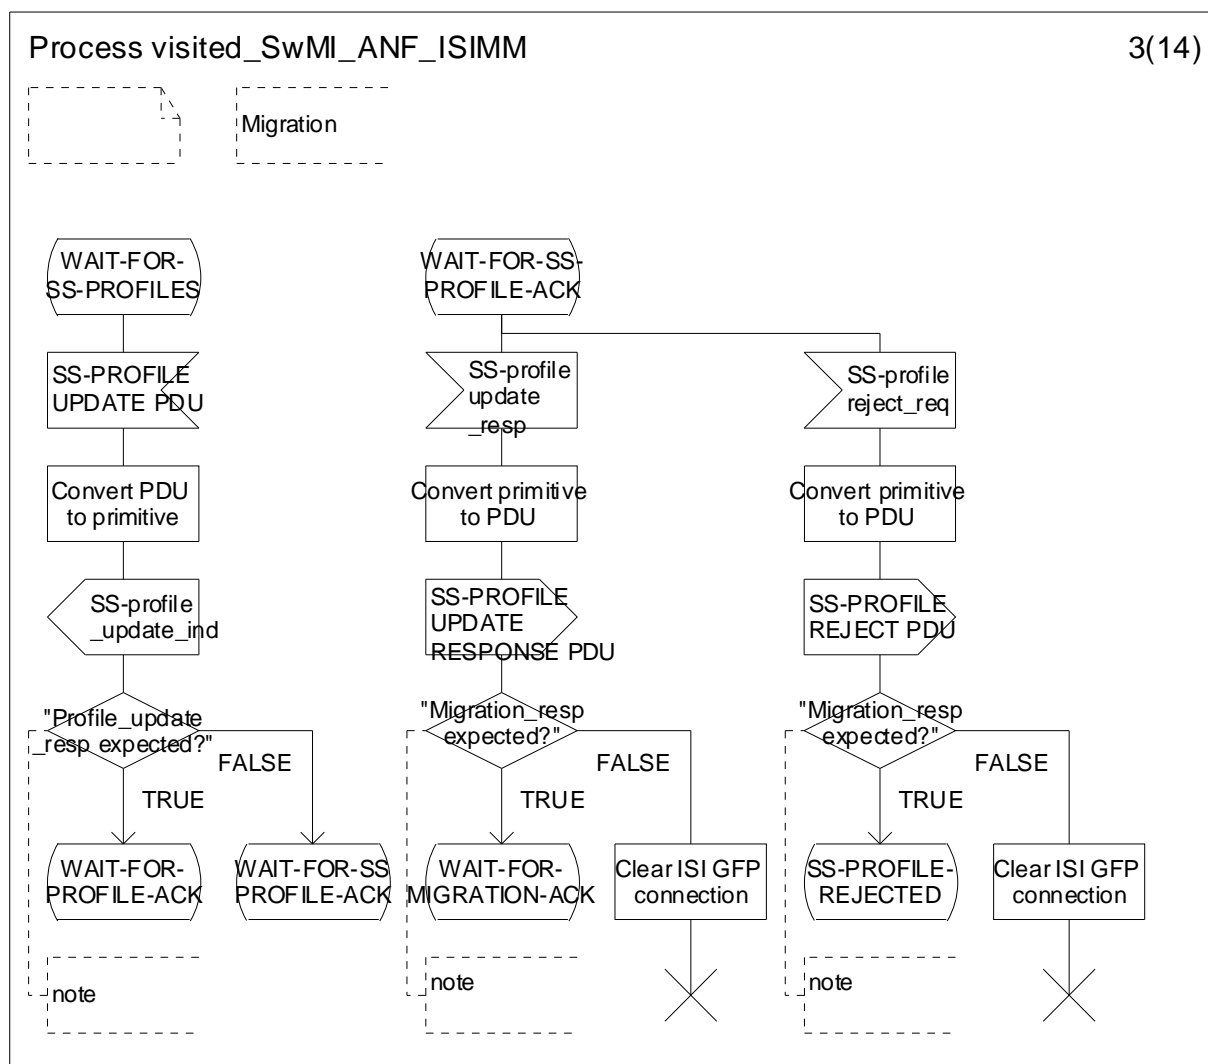 Process visited_SwMI_ANF_ISIMM
3(14)
Migration
WAIT-FOR-
SS-PROFILES
SS-PROFILE
UPDATE PDU
Convert PDU
to primitive
SS-profile
_update_ind
"Profile_update
_resp expected?"
FALSE
TRUE
WAIT-FOR-
PROFILE-ACK
WAIT-FOR-SS
PROFILE-ACK
note
WAIT-FOR-SS-
PROFILE-ACK
SS-profile
update
_resp
Convert primitive
to PDU
SS-PROFILE
UPDATE
RESPONSE PDU
"Migration_resp
expected?"
FALSE
TRUE
WAIT-FOR-
MIGRATION-ACK
Clear ISI GFP
connection
note
SS-profile
reject_req
Convert primitive
to PDU
SS-PROFILE
REJECT PDU
"Migration_resp
expected?"
FALSE
TRUE
SS-PROFILE-
REJECTED
Clear ISI GFP
connection
note